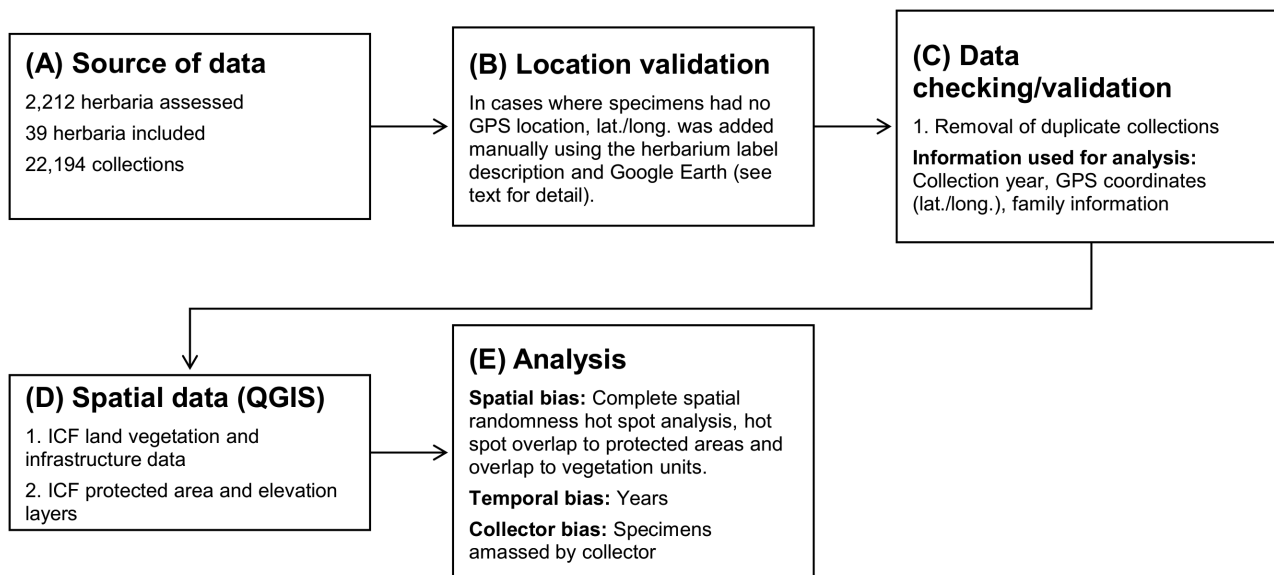 (A) Source of data
2,212 herbaria assessed
39 herbaria included
22,194 collections
(B) Location validation
In cases where specimens had no
GPS location, lat./long. was added
manually using the herbarium label
description and Google Earth (see
text for detail).
(C) Data
checking/validation
1. Removal of duplicate collections
Information used for analysis:
Collection year, GPS coordinates
(lat./long.), family information
(D) Spatial data (QGIS)
1. ICF land vegetation and
infrastructure data
2. ICF protected area and elevation
layers
(E) Analysis
Spatial bias: Complete spatial
randomness hot spot analysis, hot
spot overlap to protected areas and
overlap to vegetation units.
Temporal bias: Years
Collector bias: Specimens
amassed by collector